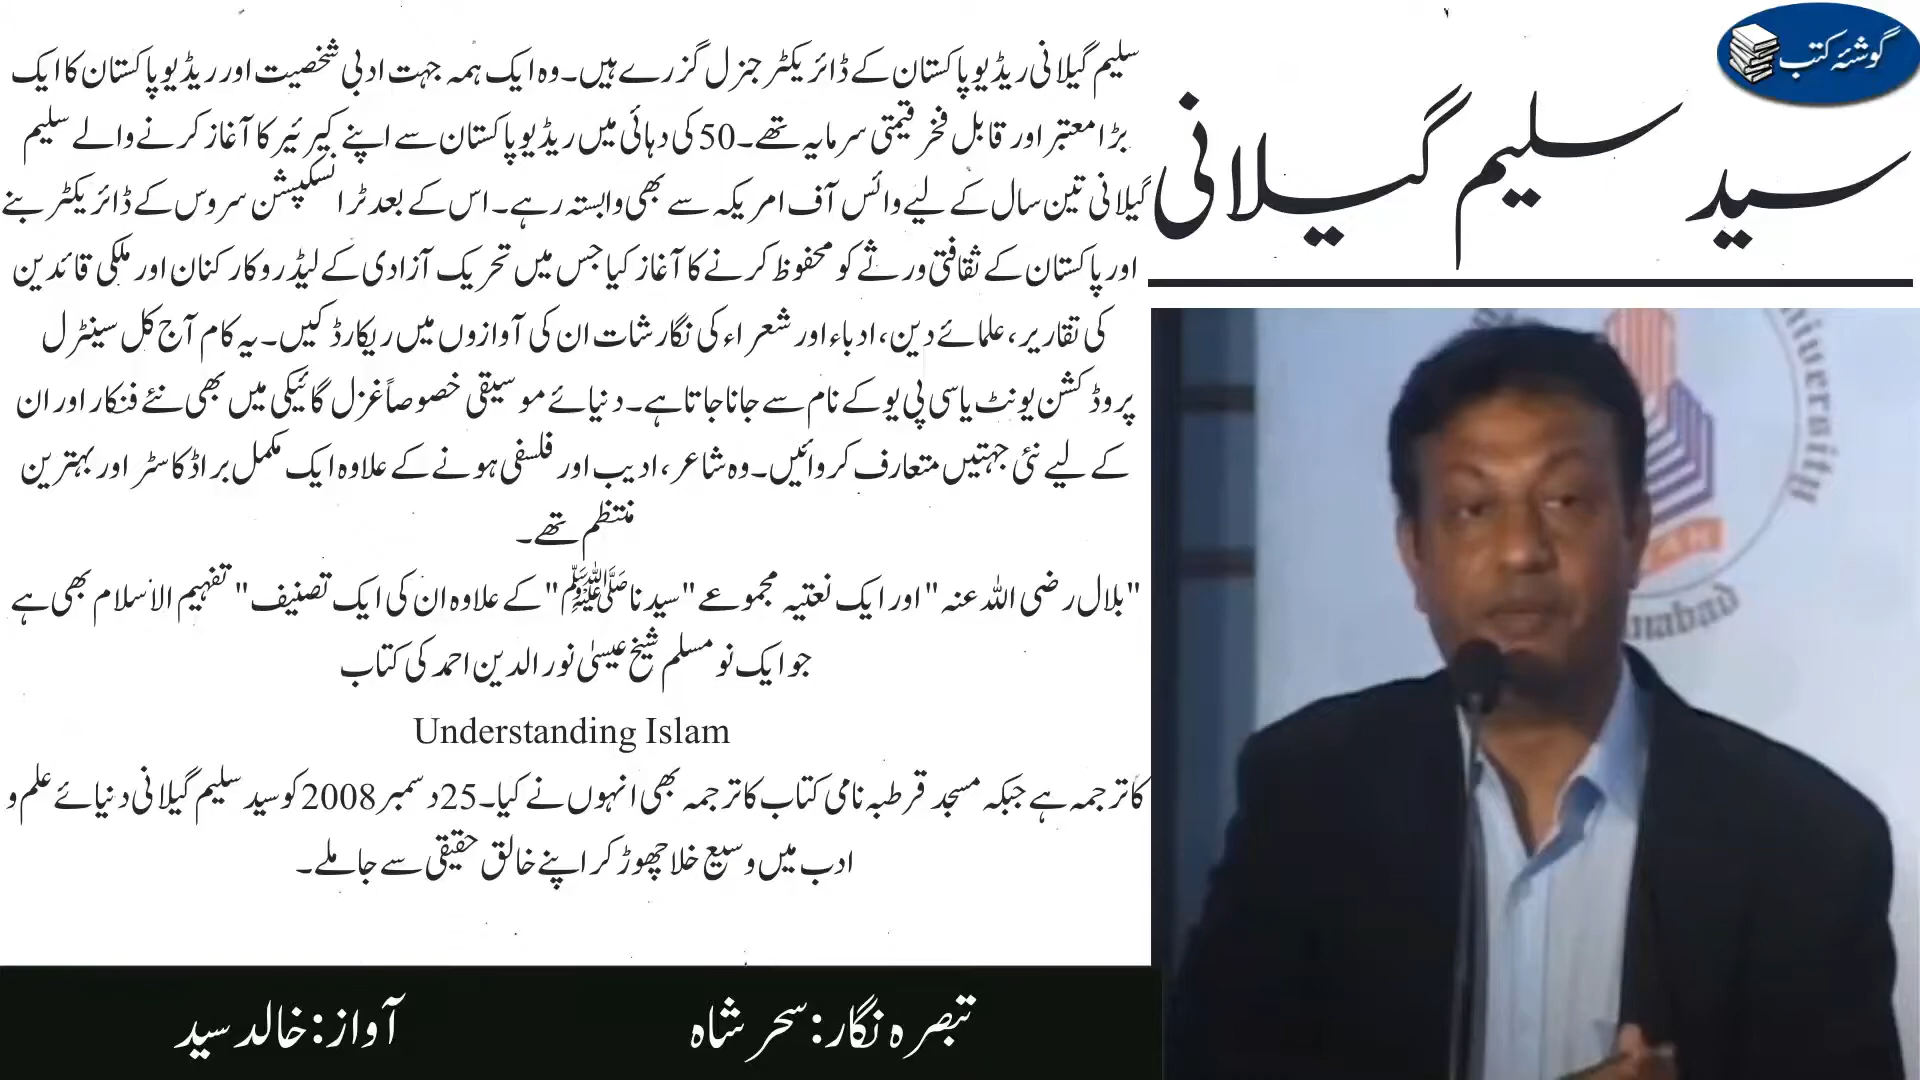 گوشۂ کتب
سید سلیم گیلانی
سلیم گیلانی ریڈیو پاکستان کے ڈائریکٹر جنرل گزرے ہیں۔ وہ ایک ہمہ جہت ادبی شخصیت اور ریڈیو پاکستان کا ایک
بڑا معتبر اور قابل فخر قیمتی سرمایہ تھے۔ 50 کی دہائی میں ریڈیو پاکستان سے اپنے کیرئیر کا آغاز کرنے والے سلیم
گیلانی تین سال کے لیے وائس آف امریکہ سے بھی وابستہ رہے۔ اس کے بعد ٹرانسکپشن سروس کے ڈائریکٹر بنے
اور پاکستان کے ثقافتی ورثے کو محفوظ کرنے کا آغاز کیا جس میں تحریک آزادی کے لیڈر و کارکنان اور ملکی قائدین
کی تقاریر، علمائے دین، ادباء اور شعراء کی نگارشات ان کی آوازوں میں ریکارڈ کیں۔ یہ کام آج کل سینٹرل
پروڈکشن یونٹ یا سی پی یو کے نام سے جانا جاتا ہے۔ دنیائے موسیقی خصوصاً غزل گائیکی میں بھی نئے فنکار اور ان
کے لیے نئی جہتیں متعارف کروائیں۔ وہ شاعر، ادیب اور فلسفی ہونے کے علاوہ ایک مکمل براڈکاسٹر اور بہترین
منتظم تھے۔
"بلال رضی اللہ عنہ" اور ایک نعتیہ مجموعے "سیدنا ﷺ" کے علاوہ ان کی ایک تصنیف "تفہیم الاسلام بھی ہے
جو ایک نو مسلم شیخ عیسیٰ نور الدین احمد کی کتاب
Understanding Islam
کا ترجمہ ہے جبکہ مسجد قرطبہ نامی کتاب کا ترجمہ بھی انہوں نے کیا۔ 25 دسمبر 2008 کو سید سلیم گیلانی دنیائے علم و
ادب میں وسیع خلا چھوڑ کر اپنے خالق حقیقی سے جا ملے۔
تبصرہ نگار: سحر شاہ
آواز: خالد سید